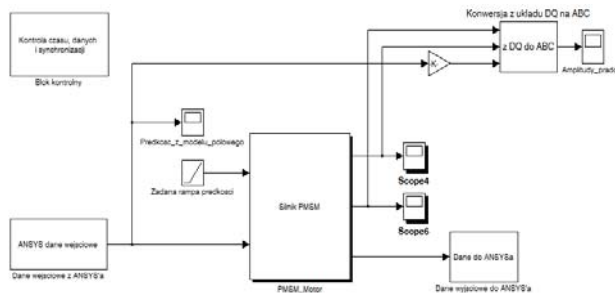 Konwersja z układu DQ na ABC
Kontrola czasu, danych
i synchronizacji
Blok kontrolny
z DQ do ABC
K-
Amplitudy_prado
Predkosc_z_modelu_polowego
Zadana rampa predkosci
Silnik PMSM
PMSM_Motor
Scope4
Scope6
ANSYS dane wejsciowe
Dane wejsciowe z ANSYS'a
Dane do ANSYSa
Dane wyjsciowe do ANSYS'a